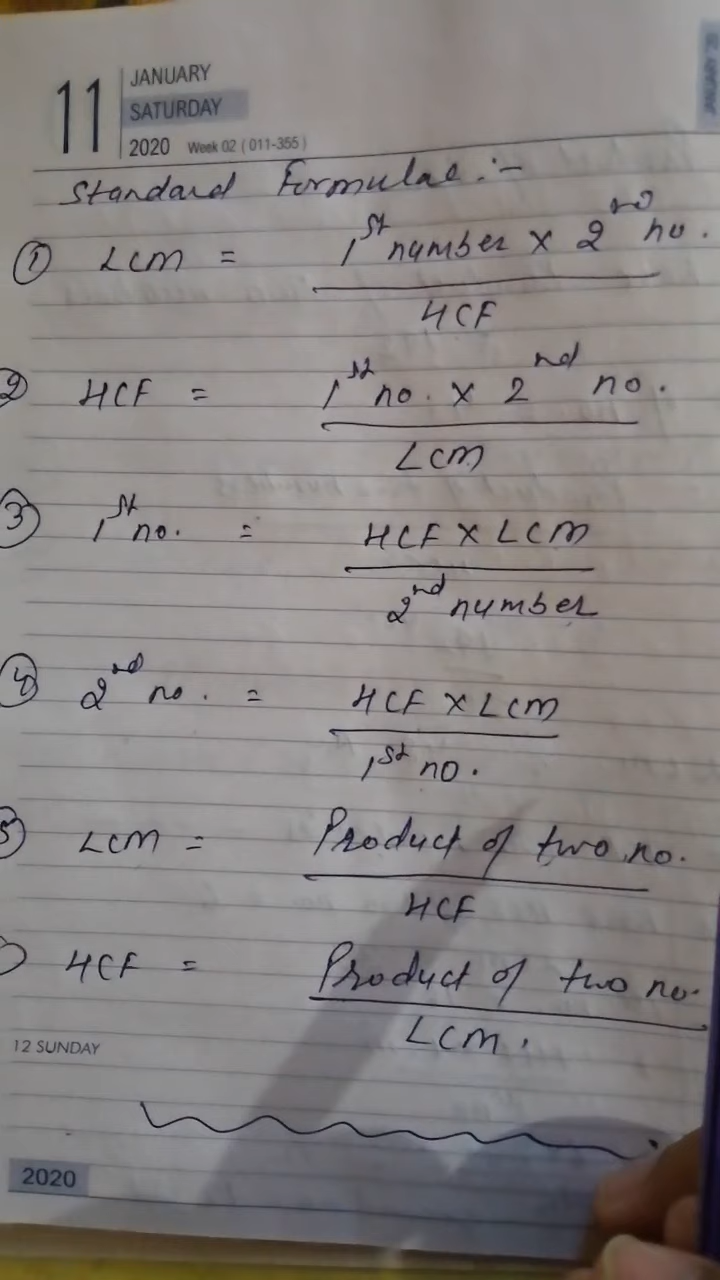 11 JANUARY
SATURDAY
2020 Week 02 (011-355)
Standard Formulae :-
① LCM = 1st number x 2nd no.
HCF
② HCF = 1st no. x 2nd no.
LCM
③ 1st no. = HCF x LCM
2nd number
④ 2nd no. = HCF x LCM
1st no.
⑤ LCM = Product of two no.
HCF
HCF = Product of two no.
LCM.
12 SUNDAY
2020